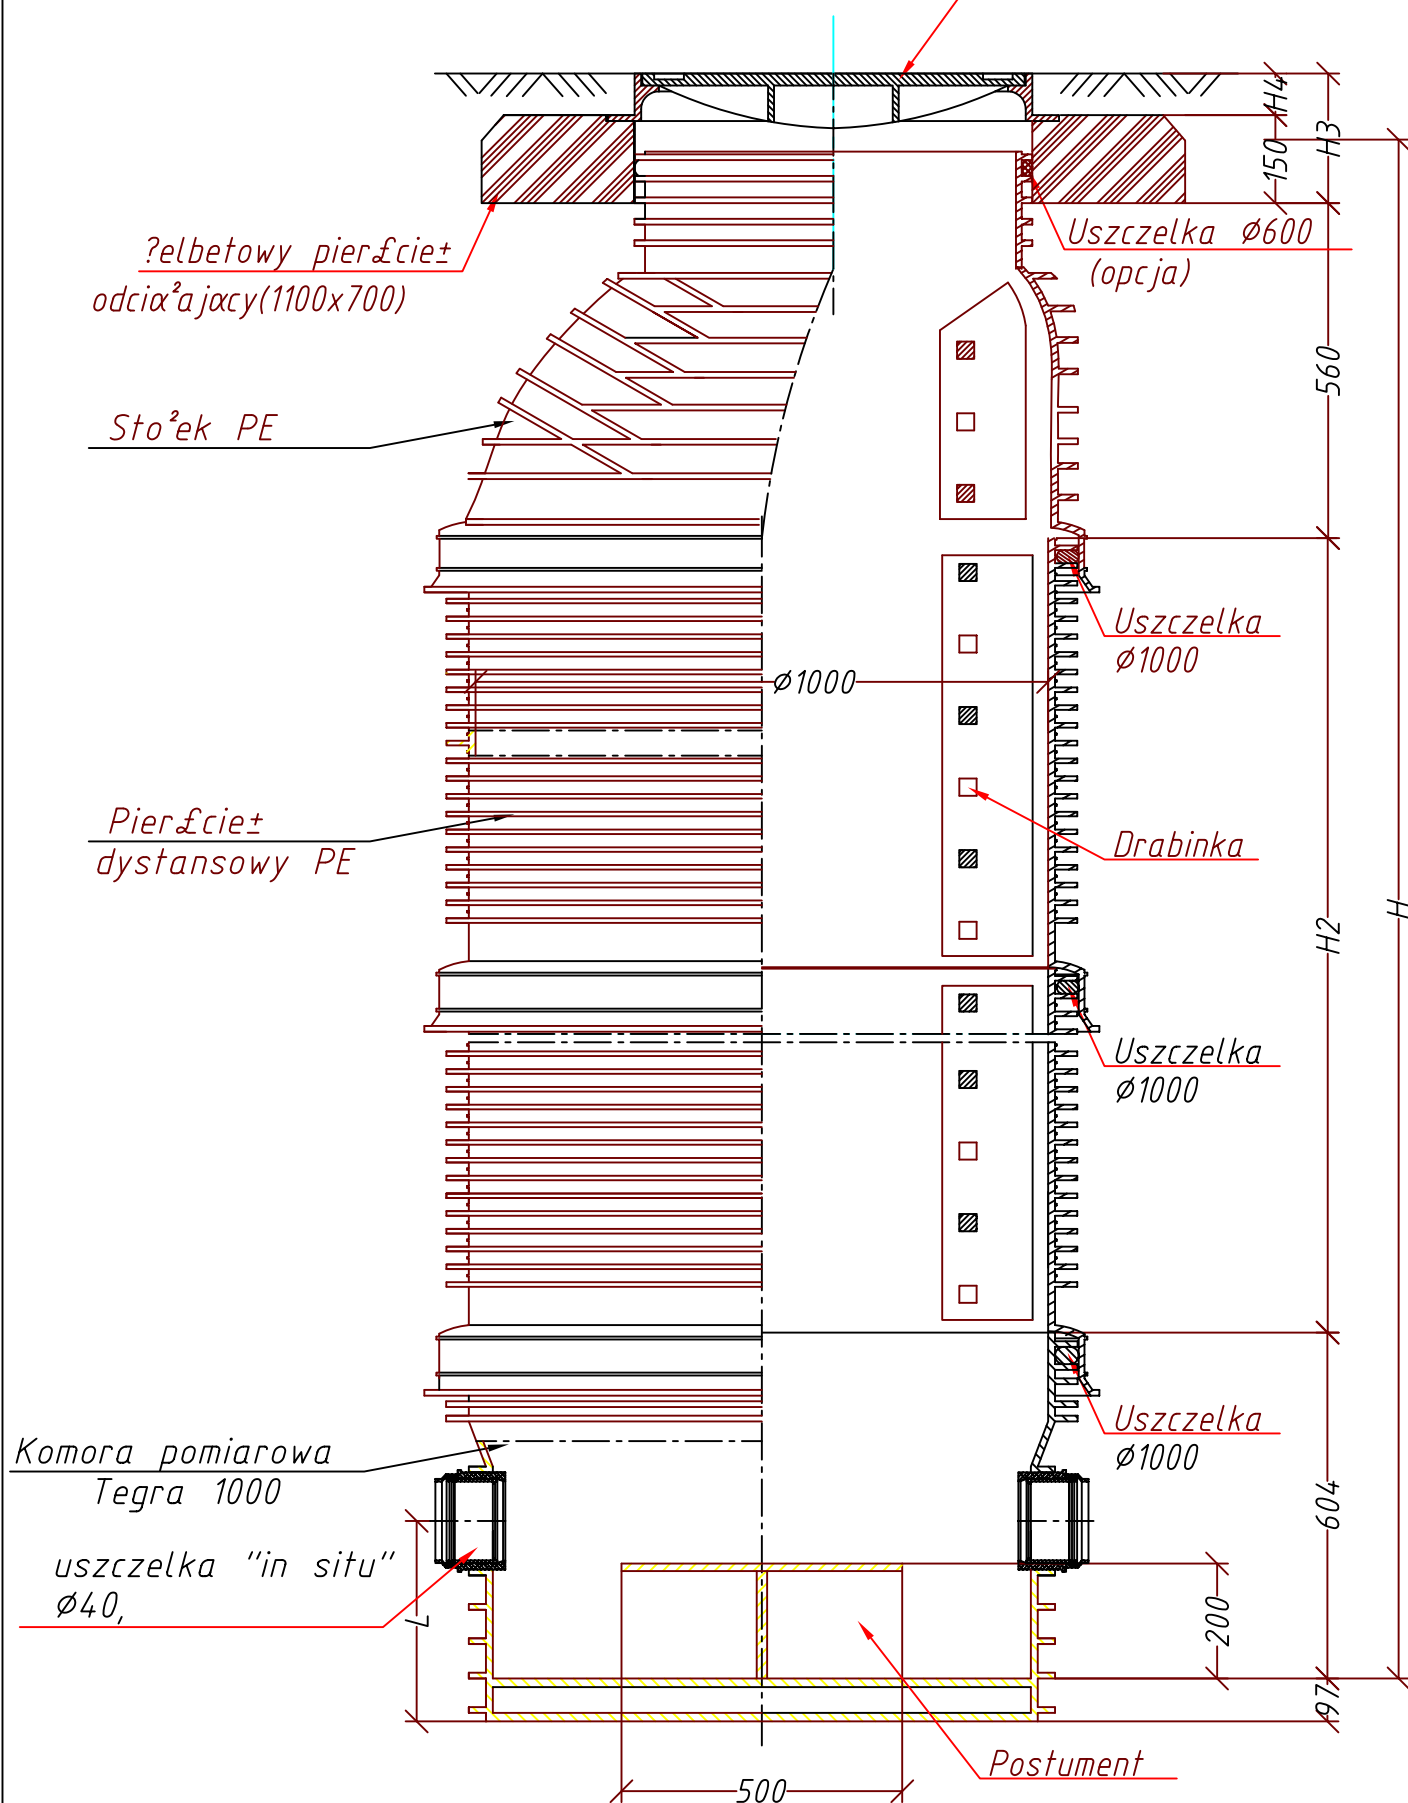 H4
H3
150
?elbetowy pier£cie±
odciα²ajαcy(1100x700)
Uszczelka Ø600
(opcja)
560
Sto²ek PE
Uszczelka
Ø1000
Ø1000
Pier£cie±
dystansowy PE
Drabinka
H2
H
Uszczelka
Ø1000
Uszczelka
Ø1000
Komora pomiarowa
Tegra 1000
604
uszczelka "in situ"
Ø40,
L
200
97
Postument
500